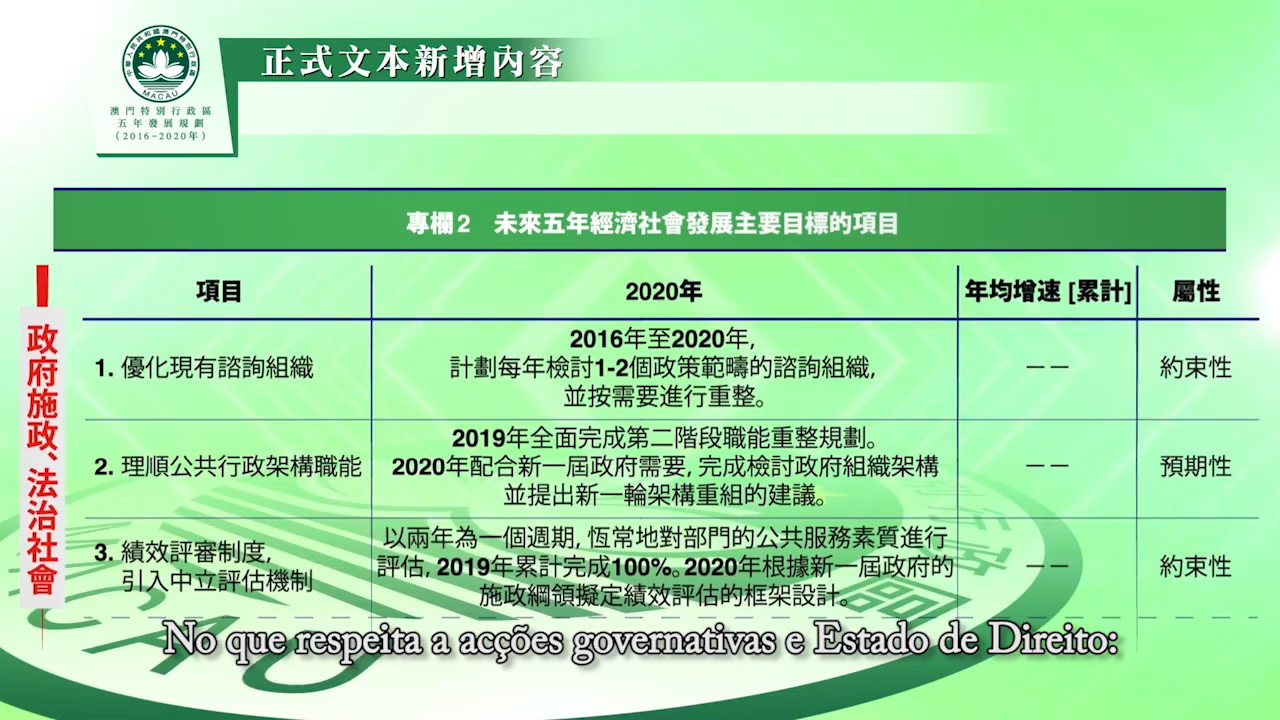 正式文本新增內容
中華人民共和國澳門特別行政區
MACAU
澳門特別行政區
五年發展規劃
(2016-2020年)
專欄2 未來五年經濟社會發展主要目標的項目
政府施政、法治社會
項目 2020年 年均增速 [累計] 屬性
1. 優化現有諮詢組織
2016年至2020年,
計劃每年檢討1-2個政策範疇的諮詢組織,
並按需要進行重整。
—— 約束性
2. 理順公共行政架構職能
2019年全面完成第二階段職能重整規劃。
2020年配合新一屆政府需要,完成檢討政府組織架構
並提出新一輪架構重組的建議。
—— 預期性
3. 績效評審制度,
引入中立評估機制
以兩年為一個週期,恆常地對部門的公共服務素質進行
評估,2019年累計完成100%。2020年根據新一屆政府的
施政綱領擬定績效評估的框架設計。
—— 約束性
No que respeita a acções governativas e Estado de Direito: